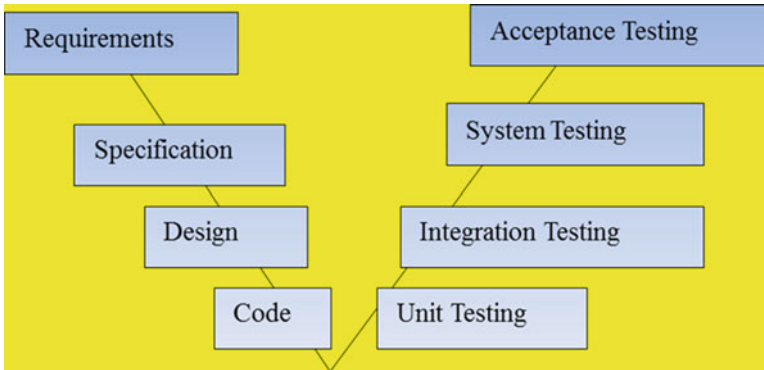 Requirements
Acceptance Testing
Specification
System Testing
Design
Integration Testing
Code
Unit Testing